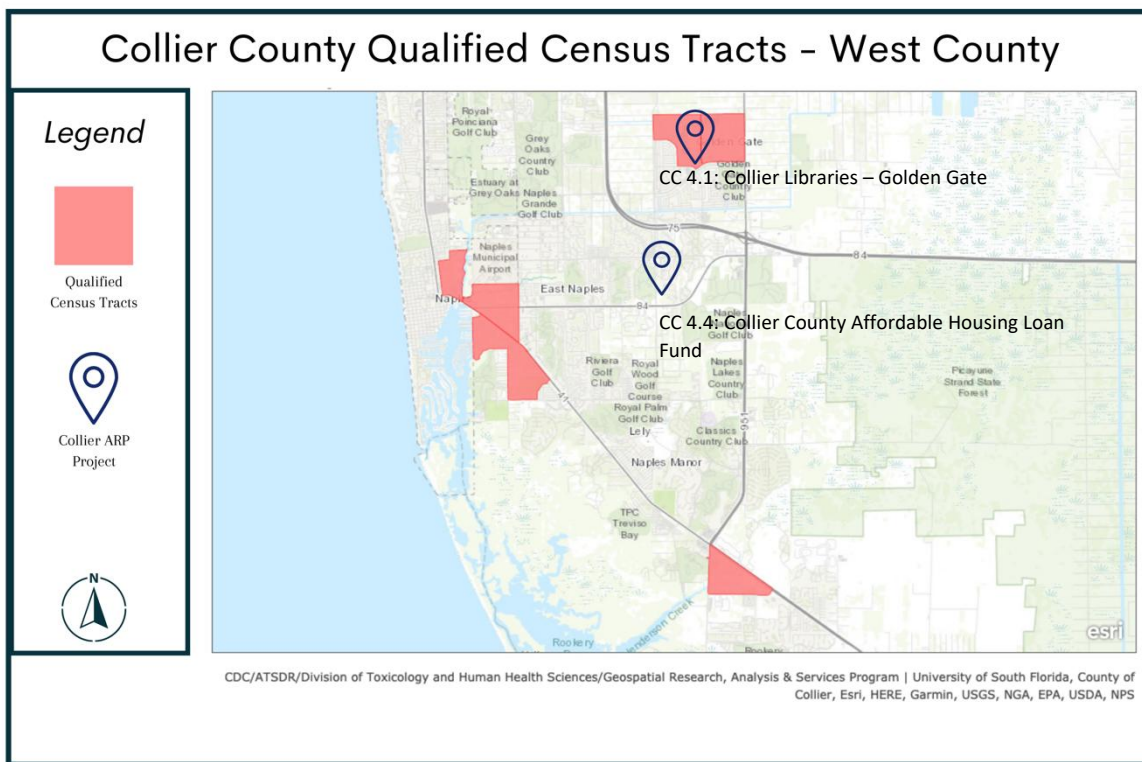 Collier County Qualified Census Tracts - West County
Legend
Qualified
Census Tracts
Collier ARP
Project
N
Royal
Poinciana
Golf Club
Grey
Oaks
Country
Club
Estuary at
Grey Oaks
Naples
Grande
Golf Club
Naples
Municipal
Airport
East Naples
84
75
84
Gate
Golden
Country
Club
CC 4.1: Collier Libraries – Golden Gate
CC 4.4: Collier County Affordable Housing Loan
Fund
Golf Club
Riviera
Golf
Club
Royal
Wood
Golf
Course
Royal Palm
Golf Club
Lely
Naples
Lakes
Country
Club
Classics
Country Club
951
41
Naples Manor
TPC
Treviso
Bay
Picayune
Strand State
Forest
Creek
Rookery
Rookery
esri
CDC/ATSDR/Division of Toxicology and Human Health Sciences/Geospatial Research, Analysis & Services Program | University of South Florida, County of
Collier, Esri, HERE, Garmin, USGS, NGA, EPA, USDA, NPS